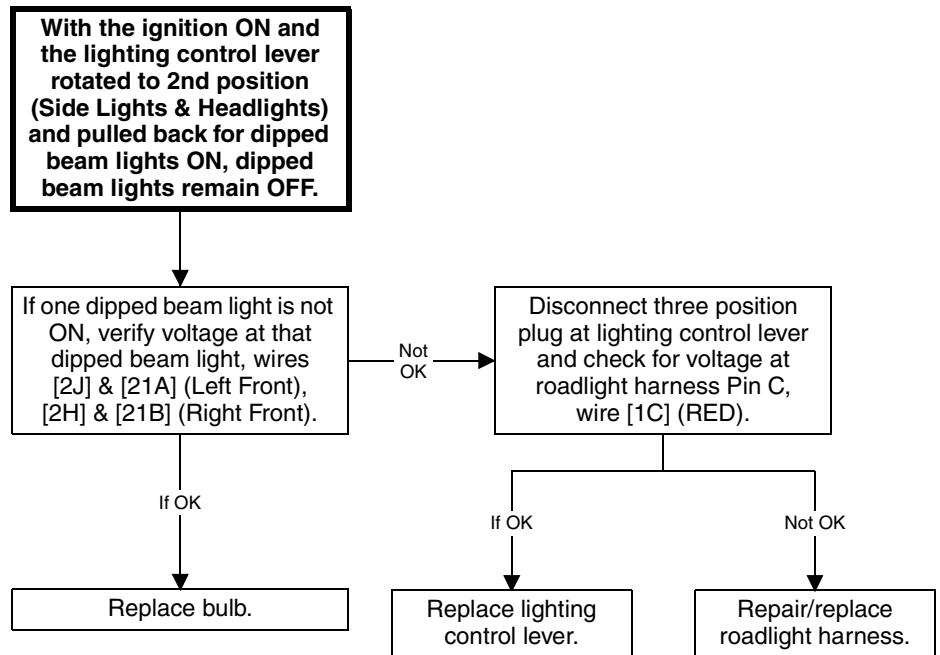 With the ignition ON and
the lighting control lever
rotated to 2nd position
(Side Lights & Headlights)
and pulled back for dipped
beam lights ON, dipped
beam lights remain OFF.
If one dipped beam light is not
ON, verify voltage at that
dipped beam light, wires
[2J] & [21A] (Left Front),
[2H] & [21B] (Right Front).
Not
OK
Disconnect three position
plug at lighting control lever
and check for voltage at
roadlight harness Pin C,
wire [1C] (RED).
If OK
If OK
Not OK
Replace bulb.
Replace lighting
control lever.
Repair/replace
roadlight harness.